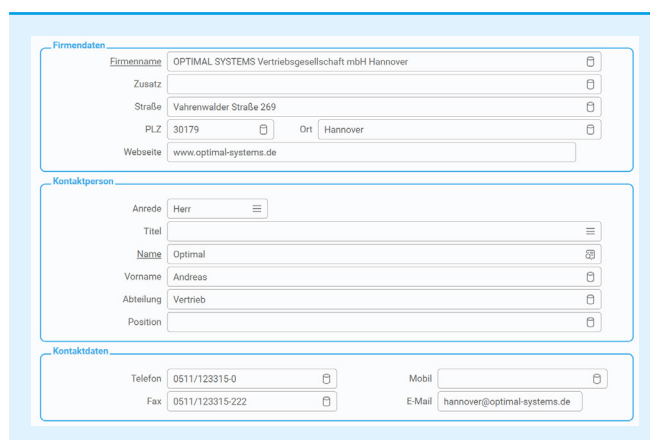 Firmendaten
Firmenname OPTIMAL SYSTEMS Vertriebsgesellschaft mbH Hannover
Zusatz
Straße Vahrenwalder Straße 269
PLZ 30179 Ort Hannover
Webseite www.optimal-systems.de
Kontaktperson
Anrede Herr
Titel
Name Optimal
Vorname Andreas
Abteilung Vertrieb
Position
Kontaktdaten
Telefon 0511/123315-0 Mobil
Fax 0511/123315-222 E-Mail hannover@optimal-systems.de